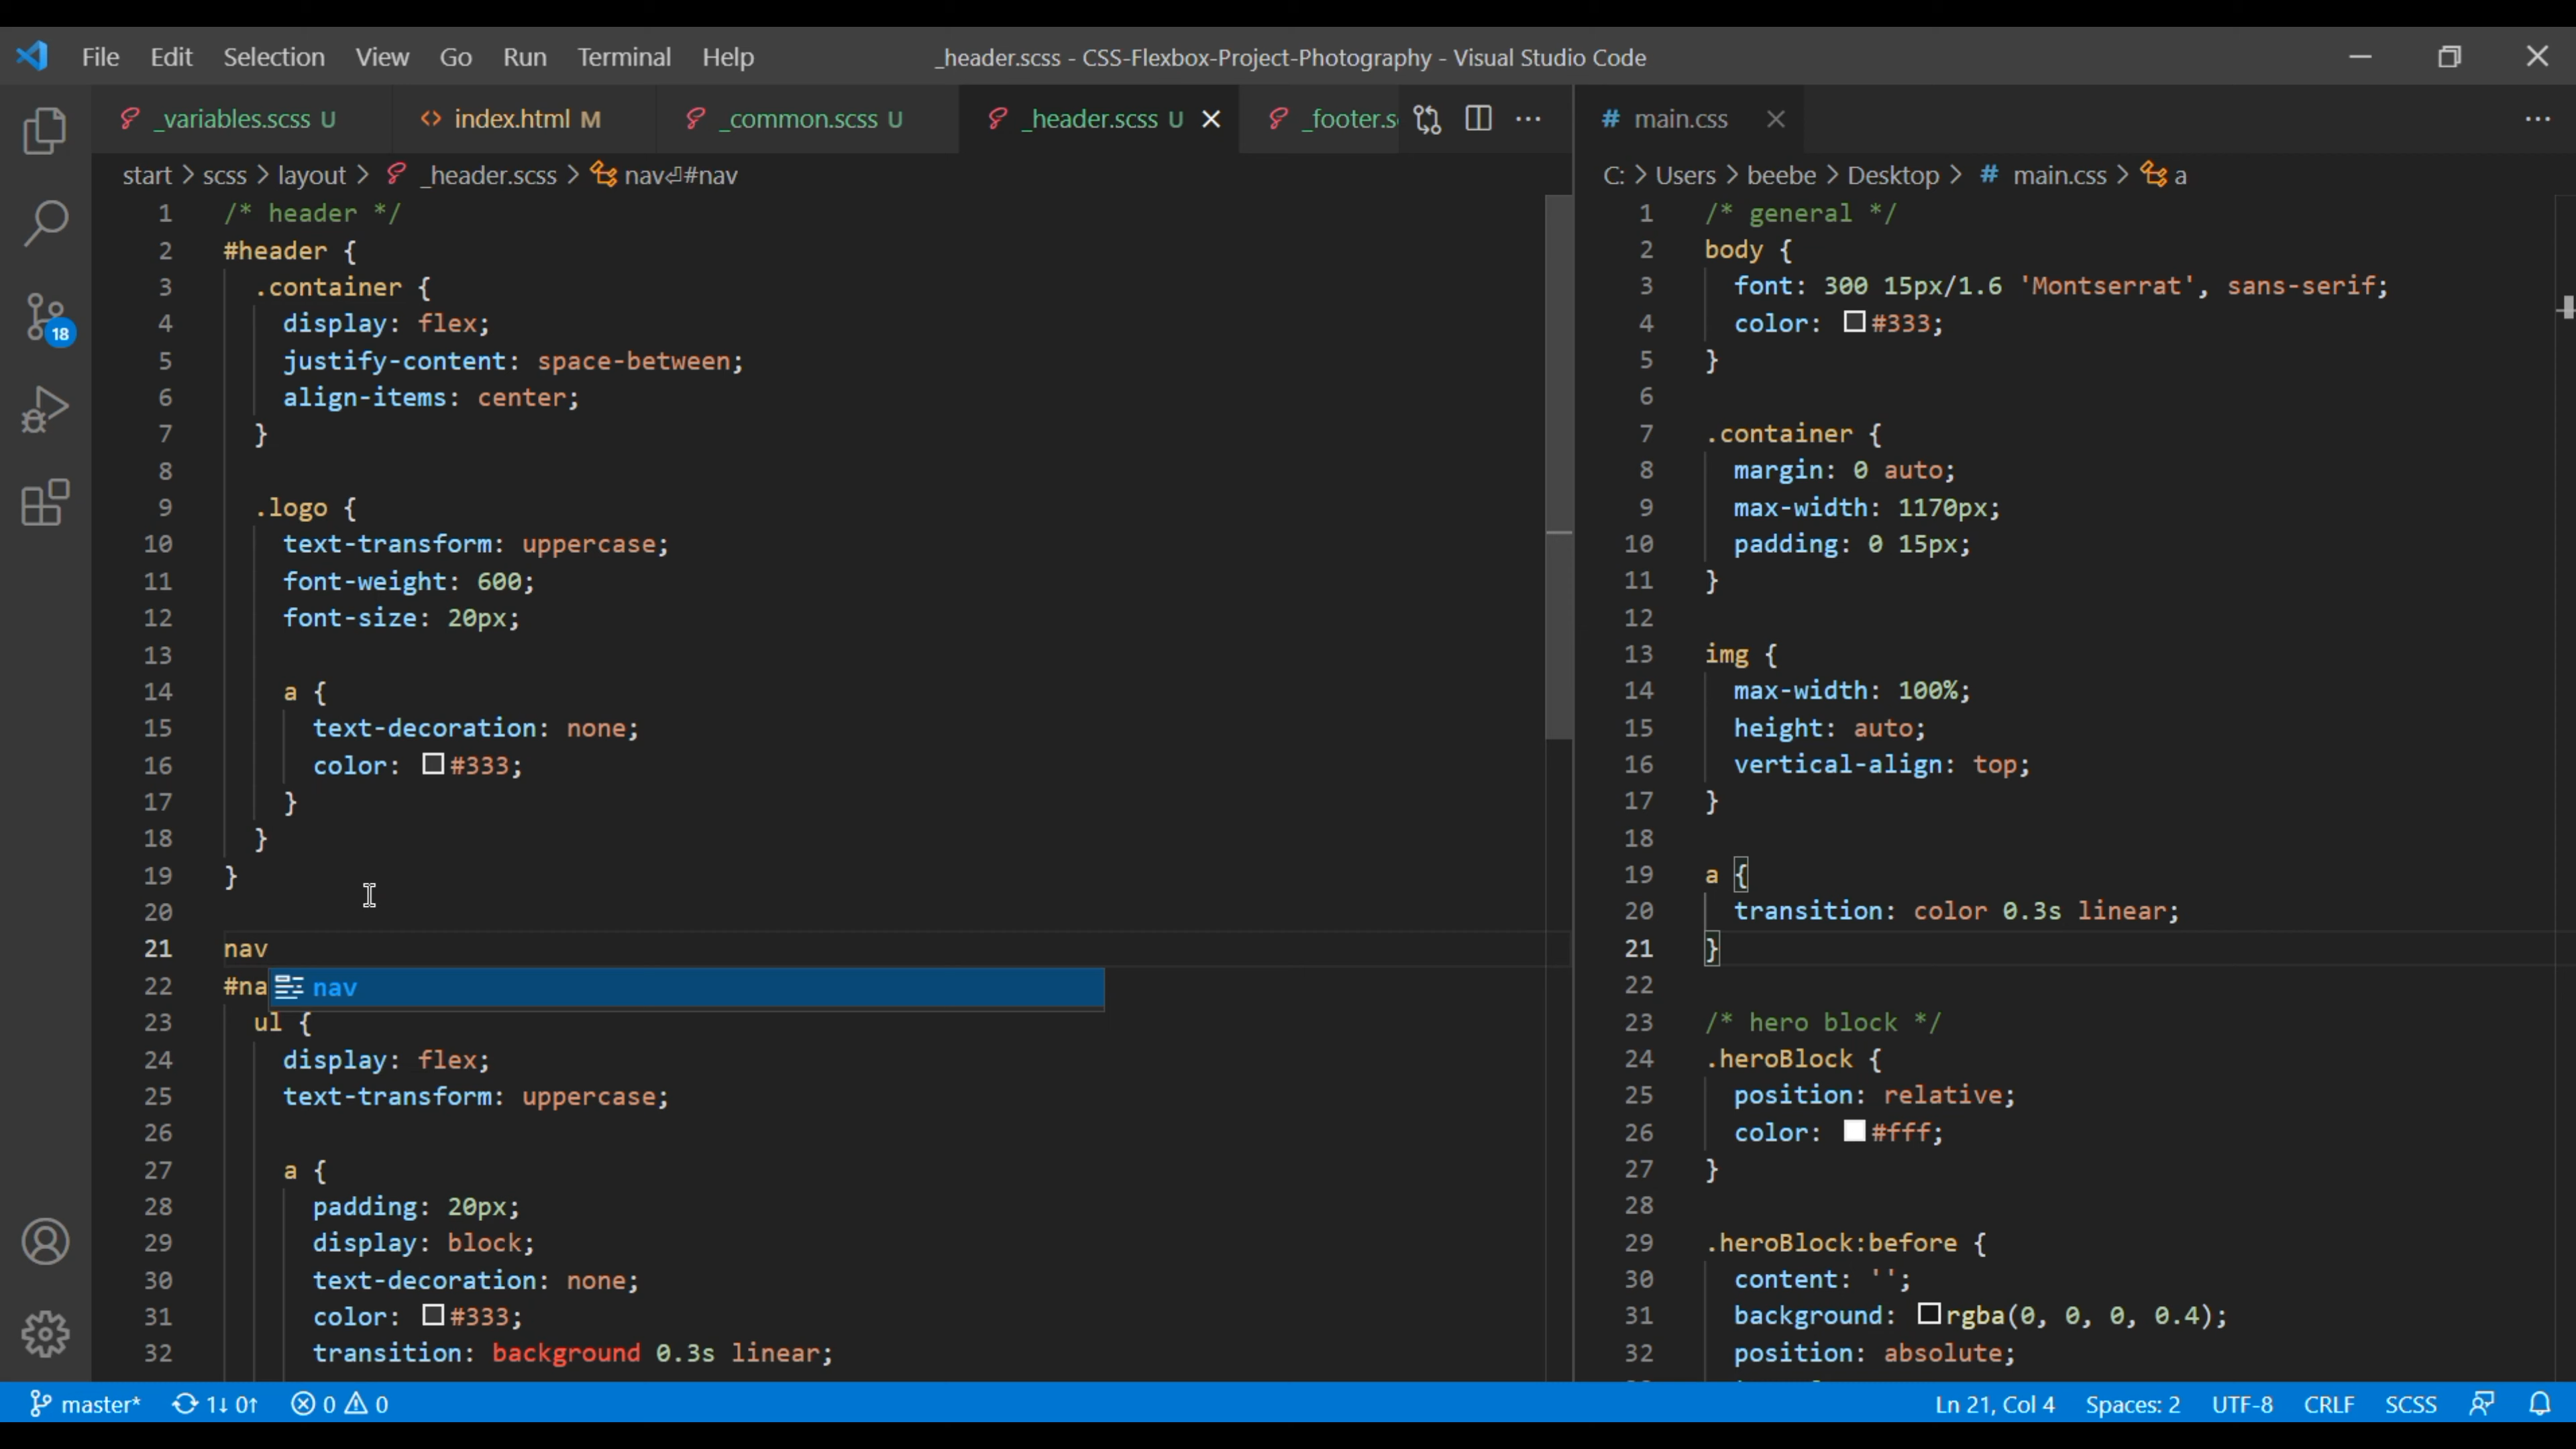 File Edit Selection View Go Run Terminal Help _header.scss - CSS-Flexbox-Project-Photography - Visual Studio Code
_variables.scss U index.html M _common.scss U _header.scss U _footer.s main.css
start > scss > layout > _header.scss > nav⏎#nav
C: > Users > beebe > Desktop > # main.css > a
1 /* header */
2 #header {
3 .container {
4 display: flex;
5 justify-content: space-between;
6 align-items: center;
7 }
8
9 .logo {
10 text-transform: uppercase;
11 font-weight: 600;
12 font-size: 20px;
13
14 a {
15 text-decoration: none;
16 color: #333;
17 }
18 }
19 }
20
21 nav
22 #na nav
23 ul {
24 display: flex;
25 text-transform: uppercase;
26
27 a {
28 padding: 20px;
29 display: block;
30 text-decoration: none;
31 color: #333;
32 transition: background 0.3s linear;
1 /* general */
2 body {
3 font: 300 15px/1.6 'Montserrat', sans-serif;
4 color: #333;
5 }
6
7 .container {
8 margin: 0 auto;
9 max-width: 1170px;
10 padding: 0 15px;
11 }
12
13 img {
14 max-width: 100%;
15 height: auto;
16 vertical-align: top;
17 }
18
19 a {
20 transition: color 0.3s linear;
21 }
22
23 /* hero block */
24 .heroBlock {
25 position: relative;
26 color: #fff;
27 }
28
29 .heroBlock:before {
30 content: '';
31 background: rgba(0, 0, 0, 0.4);
32 position: absolute;
18
master* 1↓ 0↑ 0 0 Ln 21, Col 4 Spaces: 2 UTF-8 CRLF SCSS